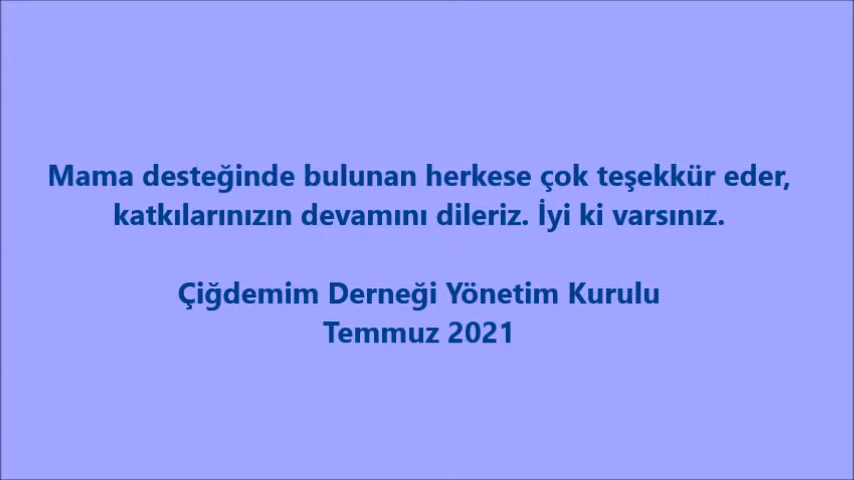 Mama desteğinde bulunan herkese çok teşekkür eder,
katkılarınızın devamını dileriz. İyi ki varsınız.
Çiğdemim Derneği Yönetim Kurulu
Temmuz 2021